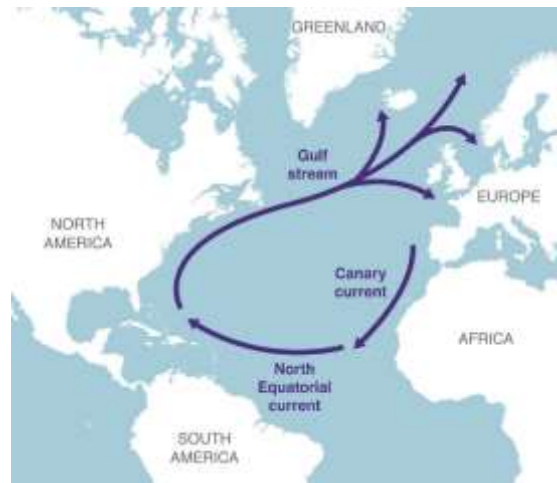 GREENLAND
Gulf
stream
NORTH
AMERICA
EUROPE
Canary
current
AFRICA
North
Equatorial
current
SOUTH
AMERICA